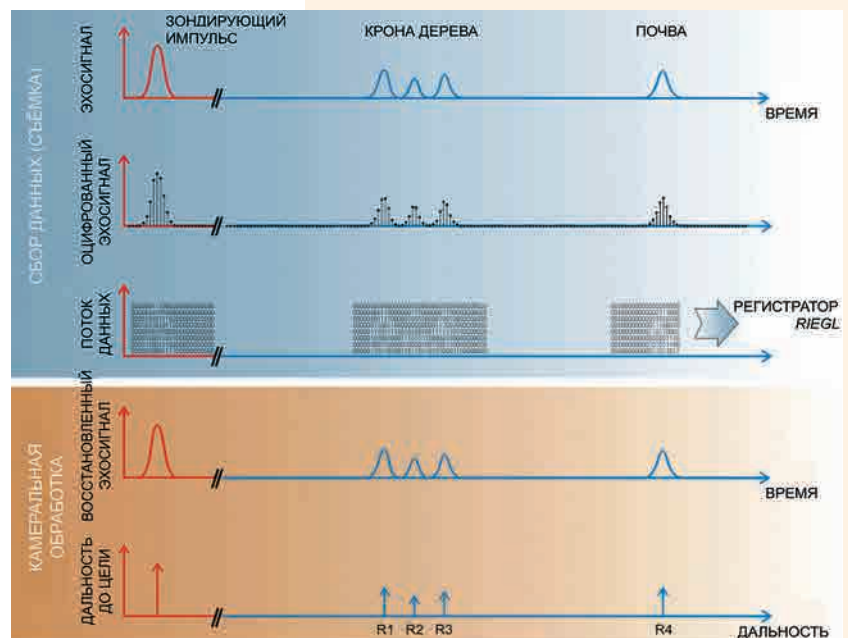 ЗОНДИРУЮЩИЙ
ИМПУЛЬС
КРОНА ДЕРЕВА
ПОЧВА
СБОР ДАННЫХ (СЪЁМКА)
ЭХОСИГНАЛ
ВРЕМЯ
ОЦИФРОВАННЫЙ
ЭХОСИГНАЛ
ПОТОК
ДАННЫХ
РЕГИСТРАТОР
RIEGL
КАМЕРАЛЬНАЯ
ОБРАБОТКА
ВОССТАНОВЛЕННЫЙ
ЭХОСИГНАЛ
ВРЕМЯ
ДАЛЬНОСТЬ
ДО ЦЕЛИ
R1 R2 R3 R4
ДАЛЬНОСТЬ